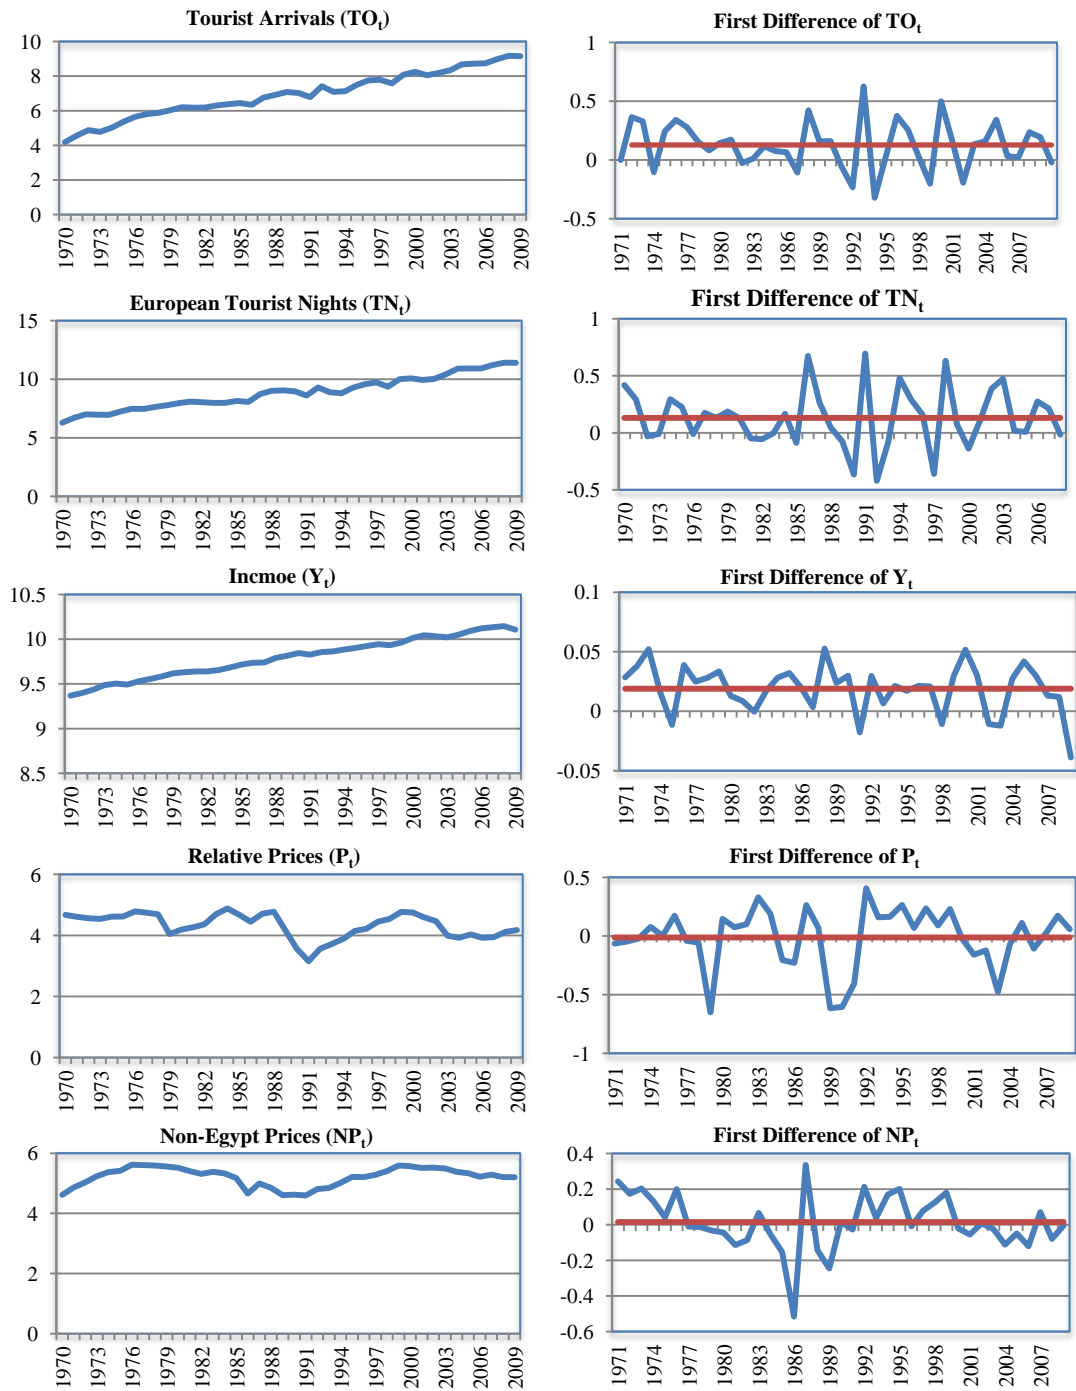 Tourist Arrivals (TOt)
10
8
6
4
2
0
1970 1973 1976 1979 1982 1985 1988 1991 1994 1997 2000 2003 2006 2009
First Difference of TOt
1
0.5
0
-0.5
1971 1974 1977 1980 1983 1986 1989 1992 1995 1998 2001 2004 2007
European Tourist Nights (TNt)
15
10
5
0
1970 1973 1976 1979 1982 1985 1988 1991 1994 1997 2000 2003 2006 2009
First Difference of TNt
1
0.5
0
-0.5
1970 1973 1976 1979 1982 1985 1988 1991 1994 1997 2000 2003 2006
Incmoe (Yt)
10.5
10
9.5
9
8.5
1970 1973 1976 1979 1982 1985 1988 1991 1994 1997 2000 2003 2006 2009
First Difference of Yt
0.1
0.05
0
-0.05
1971 1974 1977 1980 1983 1986 1989 1992 1995 1998 2001 2004 2007
Relative Prices (Pt)
6
4
2
0
1970 1973 1976 1979 1982 1985 1988 1991 1994 1997 2000 2003 2006 2009
First Difference of Pt
0.5
0
-0.5
-1
1971 1974 1977 1980 1983 1986 1989 1992 1995 1998 2001 2004 2007
Non-Egypt Prices (NPt)
6
4
2
0
1970 1973 1976 1979 1982 1985 1988 1991 1994 1997 2000 2003 2006 2009
First Difference of NPt
0.4
0.2
0
-0.2
-0.4
-0.6
1971 1974 1977 1980 1983 1986 1989 1992 1995 1998 2001 2004 2007